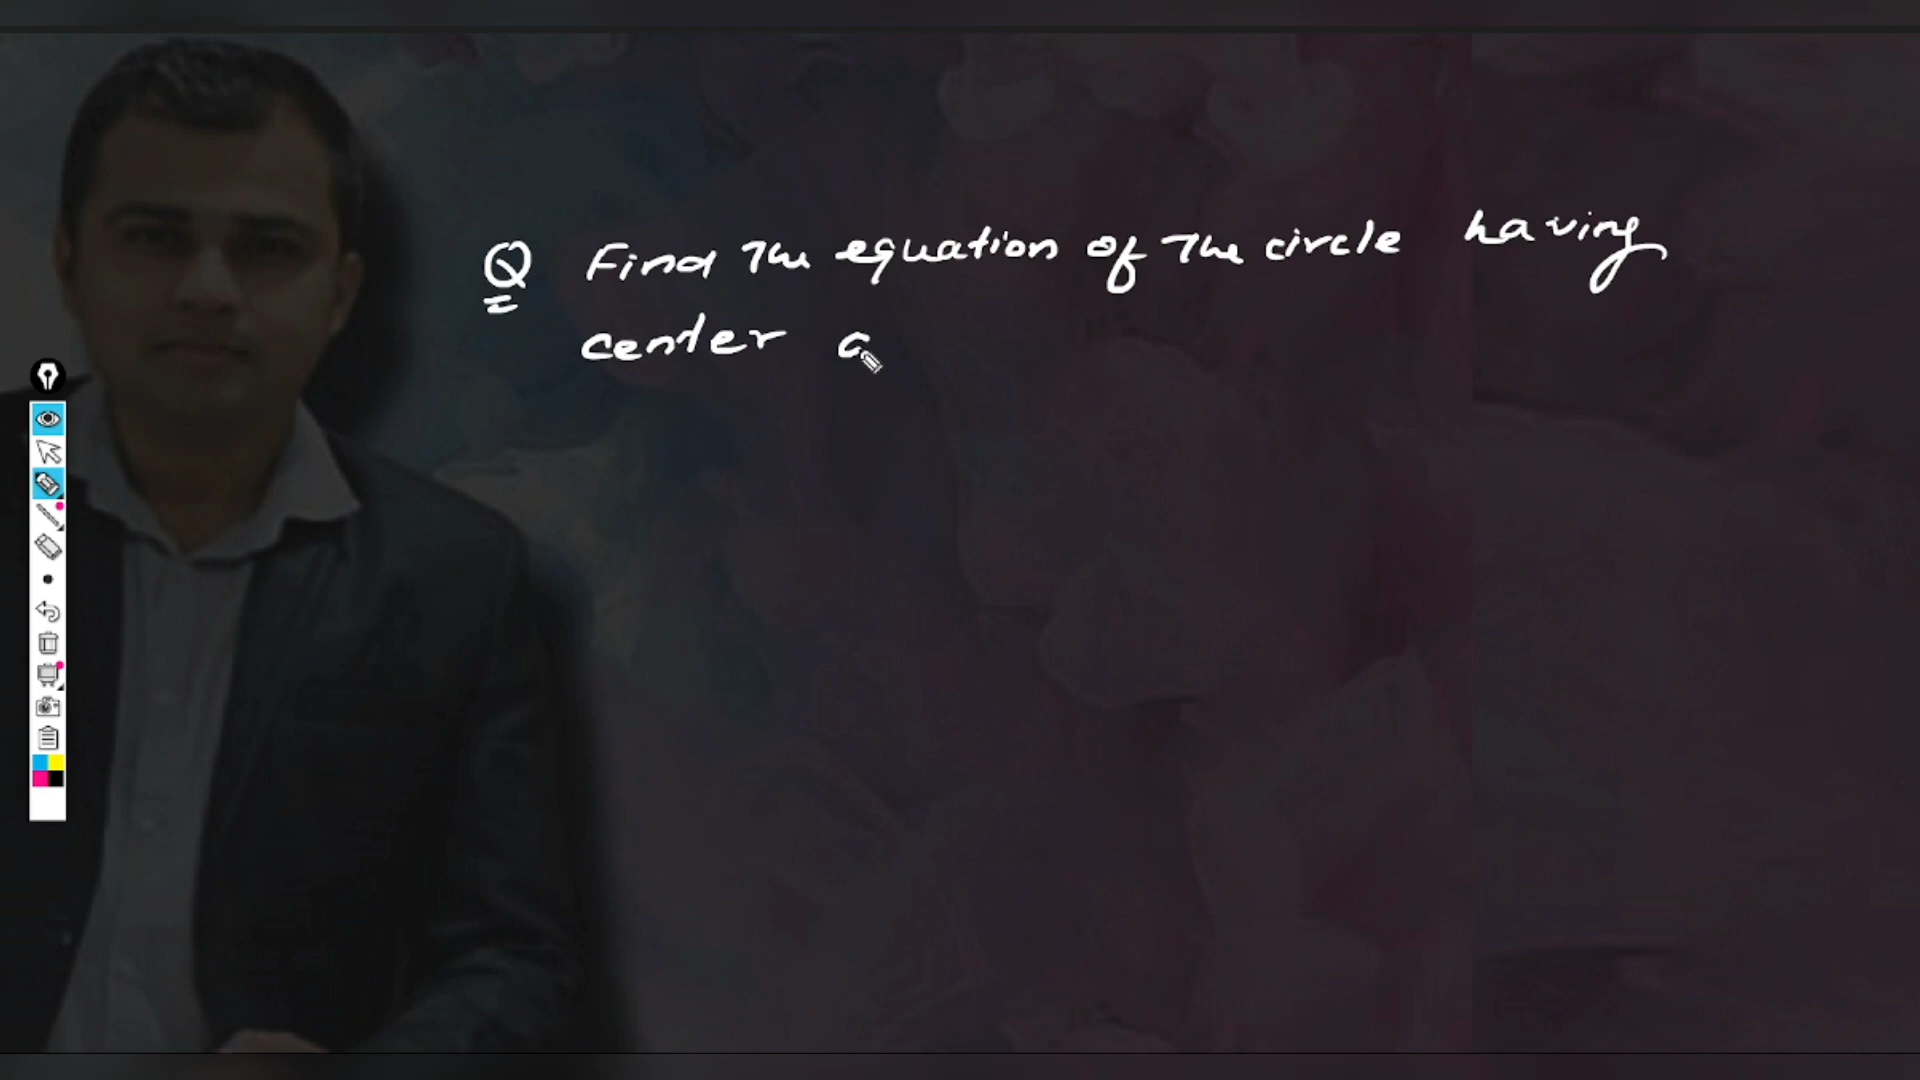 Q Find the equation of the circle having
center a